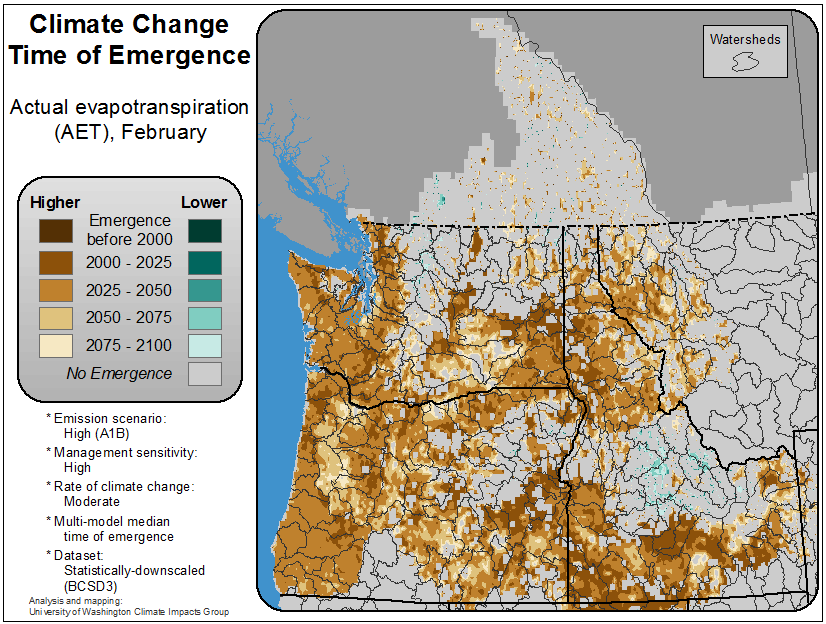 Climate Change
Time of Emergence
Actual evapotranspiration
(AET), February
Higher
Lower
Emergence
before 2000
2000 - 2025
2025 - 2050
2050 - 2075
2075 - 2100
No Emergence
* Emission scenario:
High (A1B)
* Management sensitivity:
High
* Rate of climate change:
Moderate
* Multi-model median
time of emergence
* Dataset:
Statistically-downscaled
(BCSD3)
Analysis and mapping:
University of Washington Climate Impacts Group
Watersheds